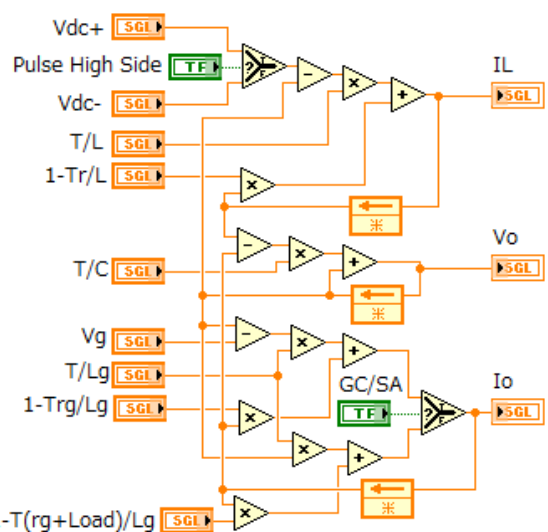 Vdc+ SGL
Pulse High Side TF ? T F
Vdc- SGL
IL
SGL
T/L SGL
1-Tr/L SGL
Vo
T/C SGL
SGL
Vg SGL
T/Lg SGL
GC/SA
Io
1-Trg/Lg SGL
TF ? T F SGL
-T(rg+Load)/Lg SGL